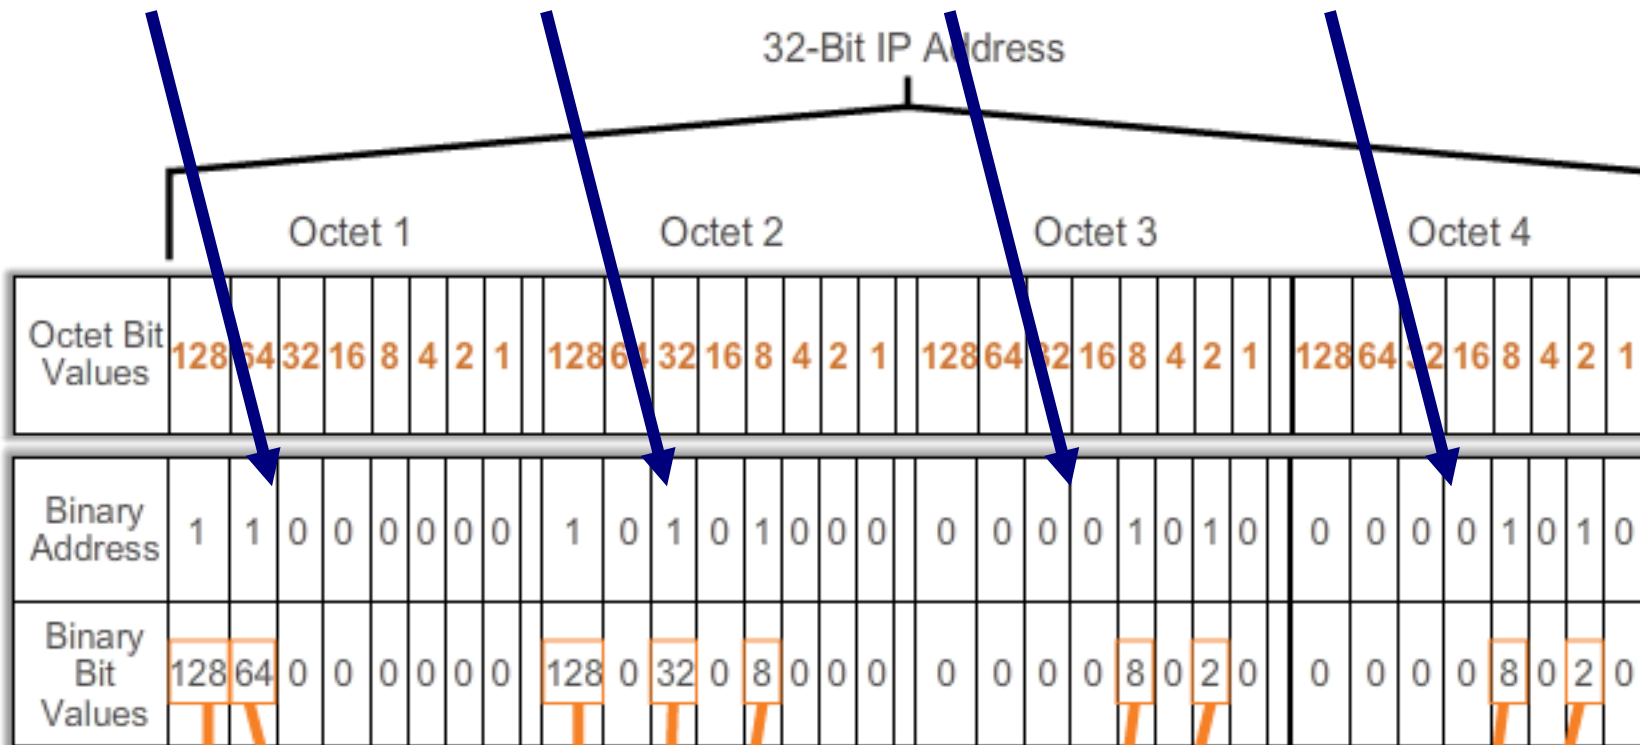 32-Bit IP Address
Octet 1 Octet 2 Octet 3 Octet 4
Octet Bit
Values
128 64 32 16 8 4 2 1 128 64 32 16 8 4 2 1 128 64 32 16 8 4 2 1 128 64 32 16 8 4 2 1
Binary
Address
1 1 0 0 0 0 0 0 1 0 1 0 1 0 0 0 0 0 0 0 1 0 1 0 0 0 0 0 1 0 1 0
Binary
Bit
Values
128 64 0 0 0 0 0 0 128 0 32 0 8 0 0 0 0 0 0 0 8 0 2 0 0 0 0 0 8 0 2 0